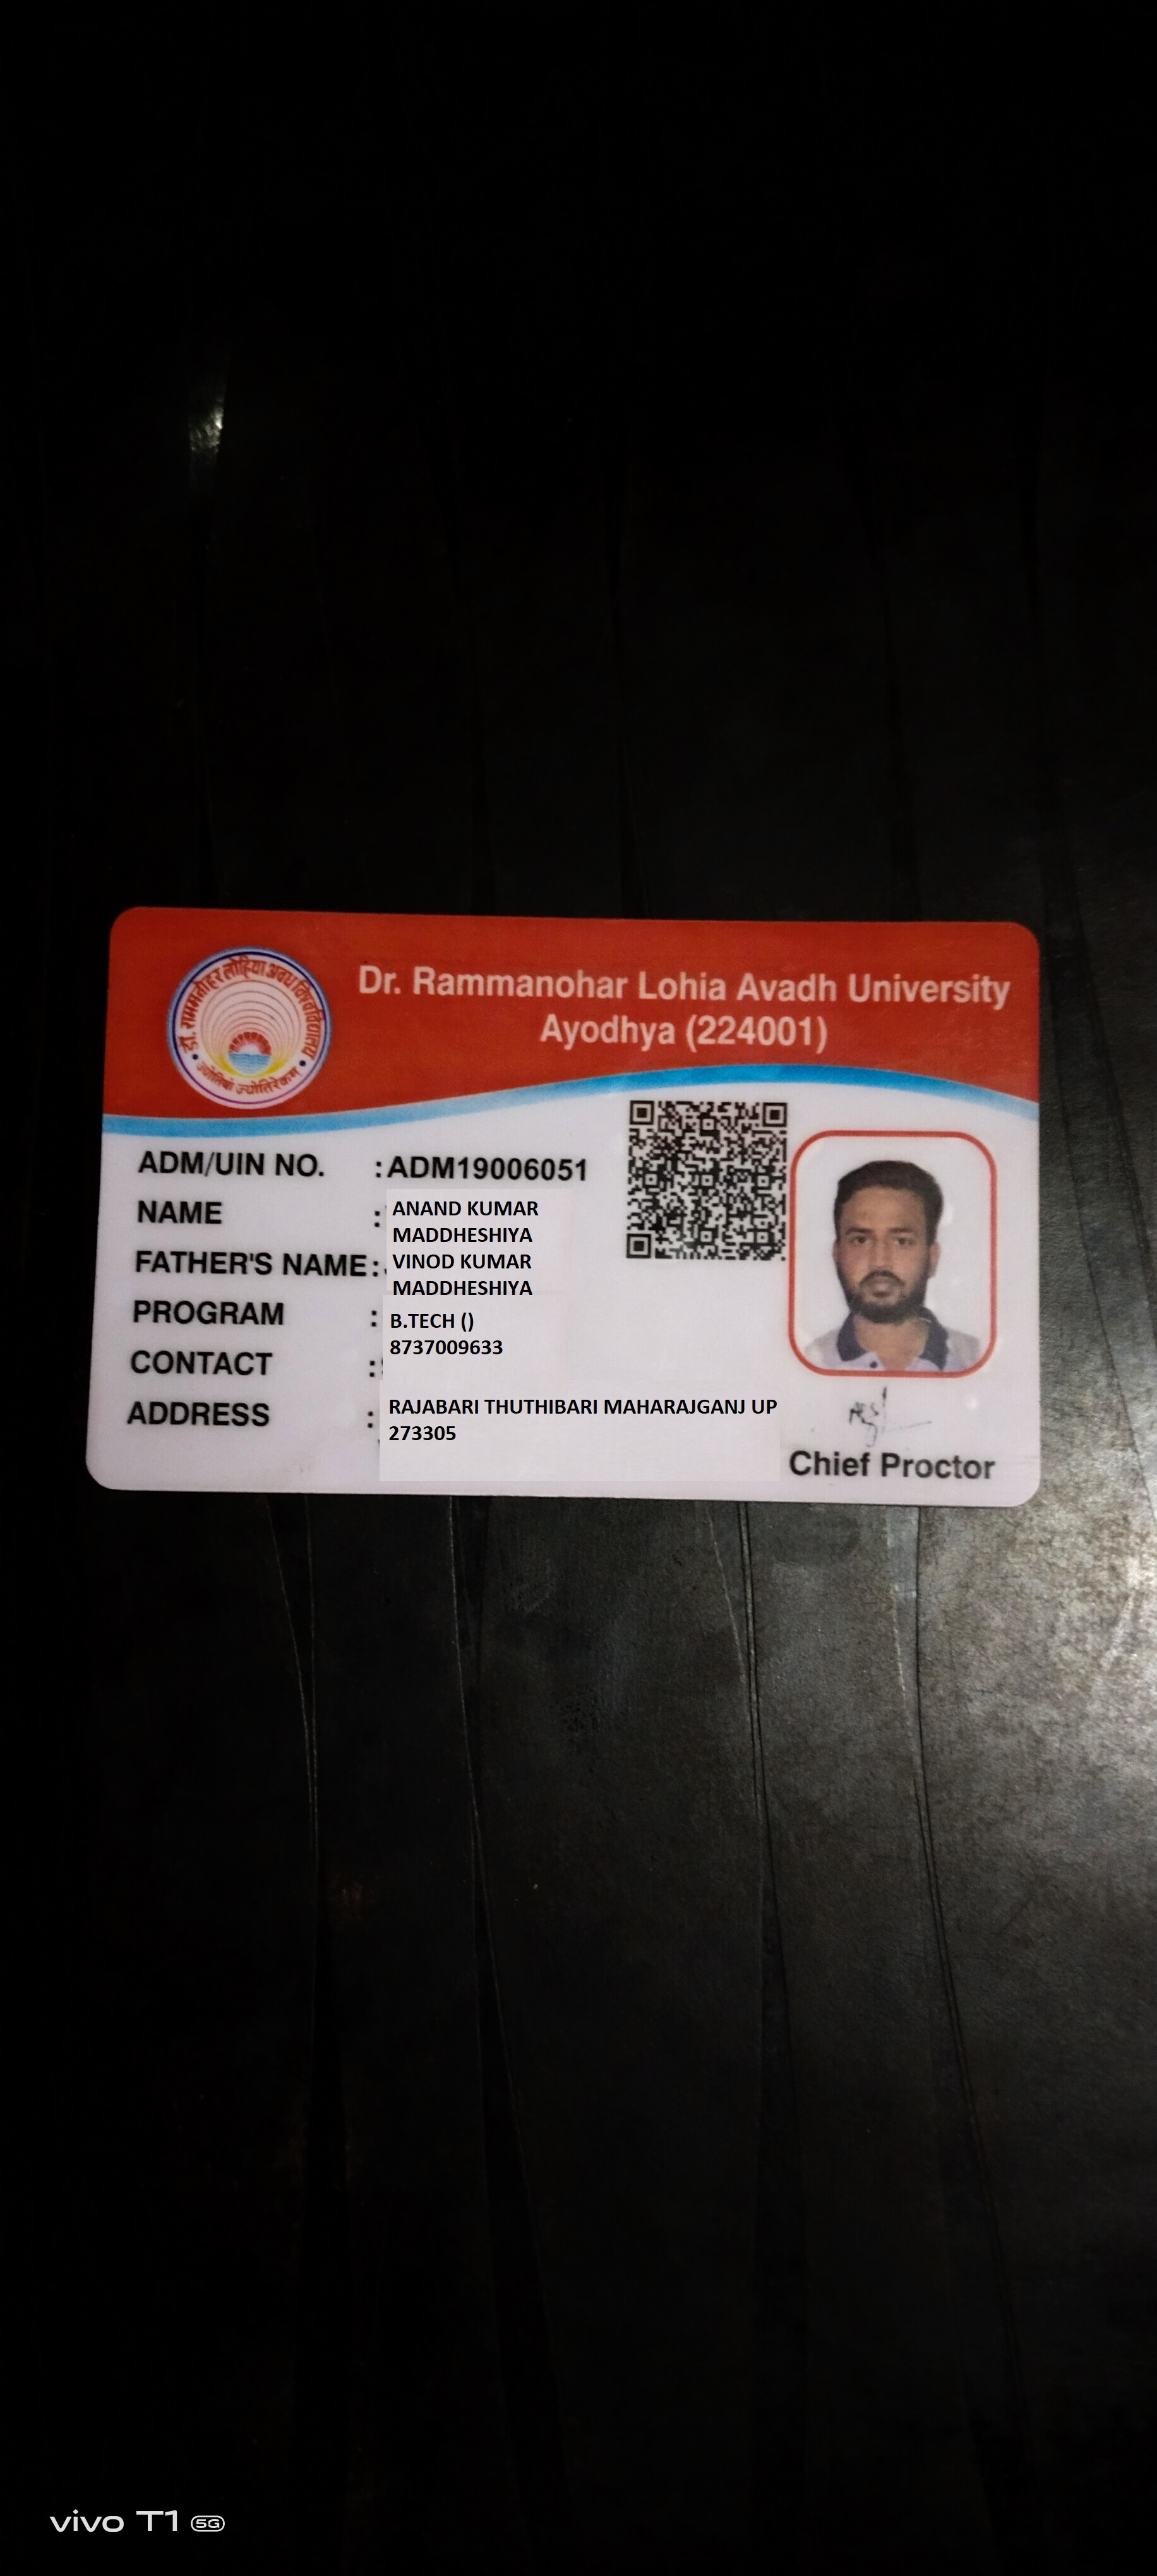 डॉ. राममनोहर लोहिया अवध विश्वविद्यालय
ज्योतिर्मा ज्योतिरेकम्
Dr. Rammanohar Lohia Avadh University
Ayodhya (224001)
ADM/UIN NO. : ADM19006051
NAME : ANAND KUMAR
MADDHESHIYA
FATHER'S NAME : VINOD KUMAR
MADDHESHIYA
PROGRAM : B.TECH ()
CONTACT : 8737009633
ADDRESS : RAJABARI THUTHIBARI MAHARAJGANJ UP
273305
Chief Proctor
vivo T1 5G